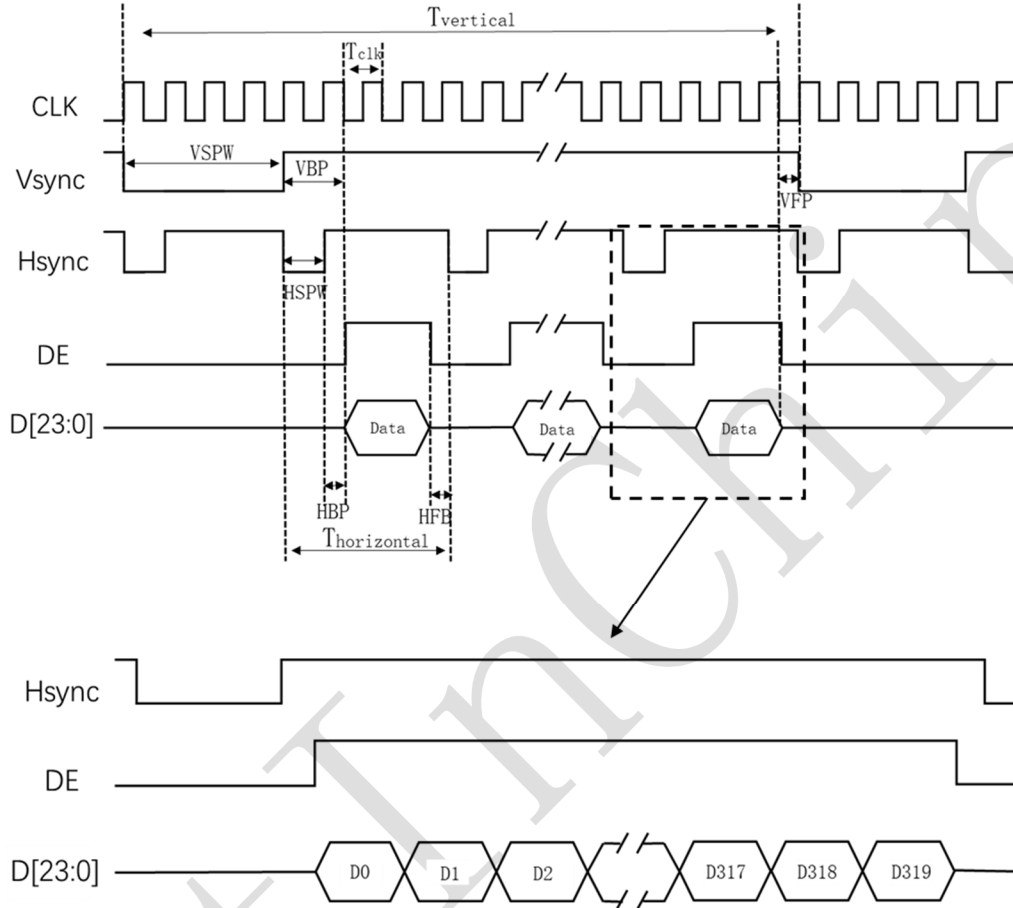 Tvertical
Tclk
CLK
VSPW
Vsync
VBP
VFP
Hsync
HSPW
DE
D[23:0]
Data
Data
Data
HBP
HFB
Thorizontal
Hsync
DE
D[23:0]
D0
D1
D2
D317
D318
D319
InChin